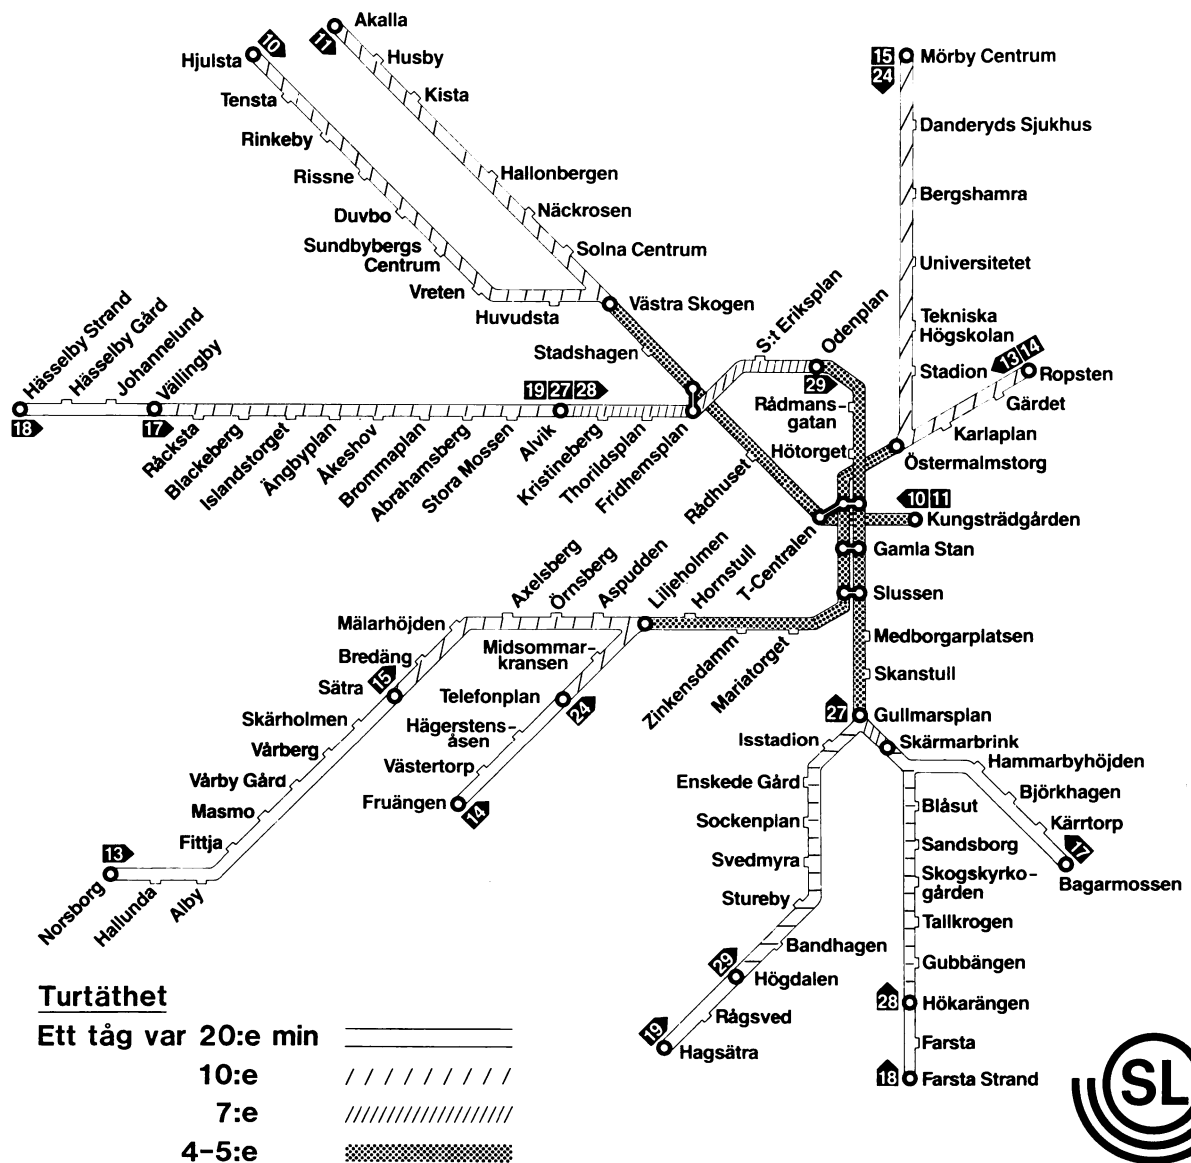 Akalla
10
11
Hjulsta
Husby
15
Mörby Centrum
24
Tensta
Kista
Danderyds Sjukhus
Rinkeby
Rissne
Hallonbergen
Bergshamra
Duvbo
Näckrosen
Sundbybergs
Centrum
Solna Centrum
Universitetet
Vreten
Västra Skogen
Huvudsta
Tekniska
Högskolan
S:t Eriksplan
Odenplan
Stadshagen
Stadion
13 14
Ropsten
Hässelby Strand
Hässelby Gård
Johannelund
Vällingby
19 27 28
29
Rådmans-
gatan
Gärdet
18
17
Karlaplan
Råcksta
Blackeberg
Islandstorget
Ängbyplan
Åkeshov
Brommaplan
Abrahamsberg
Stora Mossen
Alvik
Kristineberg
Thorildsplan
Fridhemsplan
Rådhuset
Hötorget
Östermalmstorg
10 11
Kungsträdgården
T-Centralen
Gamla Stan
Slussen
Axelsberg
Örnsberg
Aspudden
Liljeholmen
Hornstull
Zinkensdamm
Mariatorget
Medborgarplatsen
Skanstull
Mälarhöjden
Bredäng
15
Sätra
Midsommar-
kransen
Telefonplan
24
Skärholmen
Hägerstens-
åsen
Vårberg
Västertorp
Vårby Gård
Fruängen
14
Masmo
Fittja
13
Norsborg
Hallunda
Alby
27
Gullmarsplan
Isstadion
Skärmarbrink
Hammarbyhöjden
Enskede Gård
Björkhagen
Blåsut
Kärrtorp
Sockenplan
17
Sandsborg
Svedmyra
Bagarmossen
Skogskyrko-
gården
Stureby
Tallkrogen
Bandhagen
29
Gubbängen
Högdalen
28
Hökarängen
Rågsved
19
Farsta
Hagsätra
18
Farsta Strand
Turtäthet
Ett tåg var 20:e min
10:e
7:e
4-5:e
SL